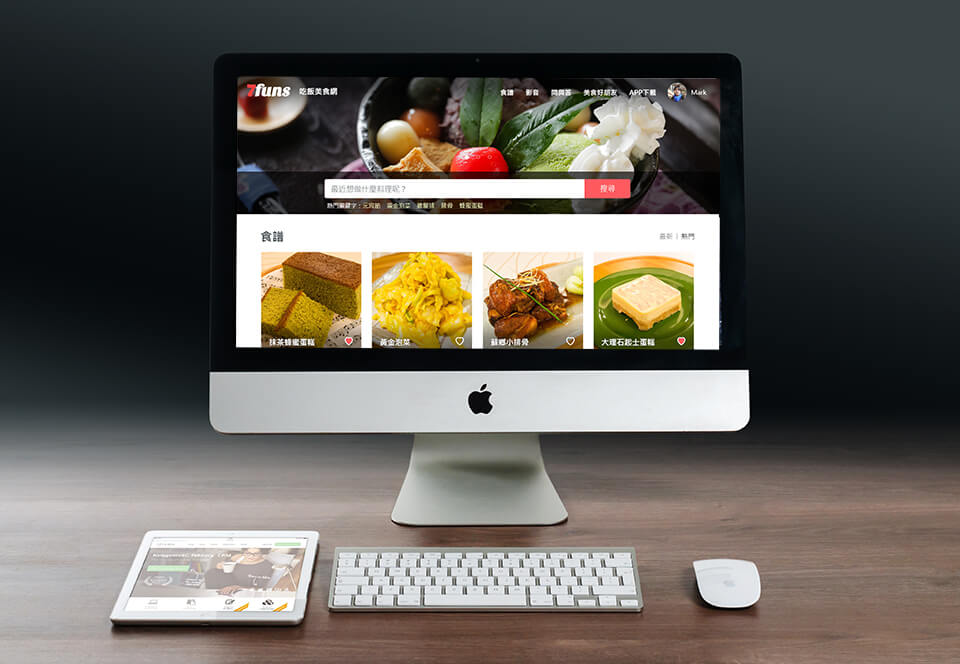 7funs 吃飯美食網
食譜 影音 問與答 美食好朋友 APP下載 Mark
最近想做什麼料理呢？ 搜尋
熱門關鍵字：元宵節 黃金泡菜 排骨 蜂蜜蛋糕
食譜 最新 | 熱門
抹茶蜂蜜蛋糕 黃金泡菜 蘇鄉小排骨 大理石起士蛋糕